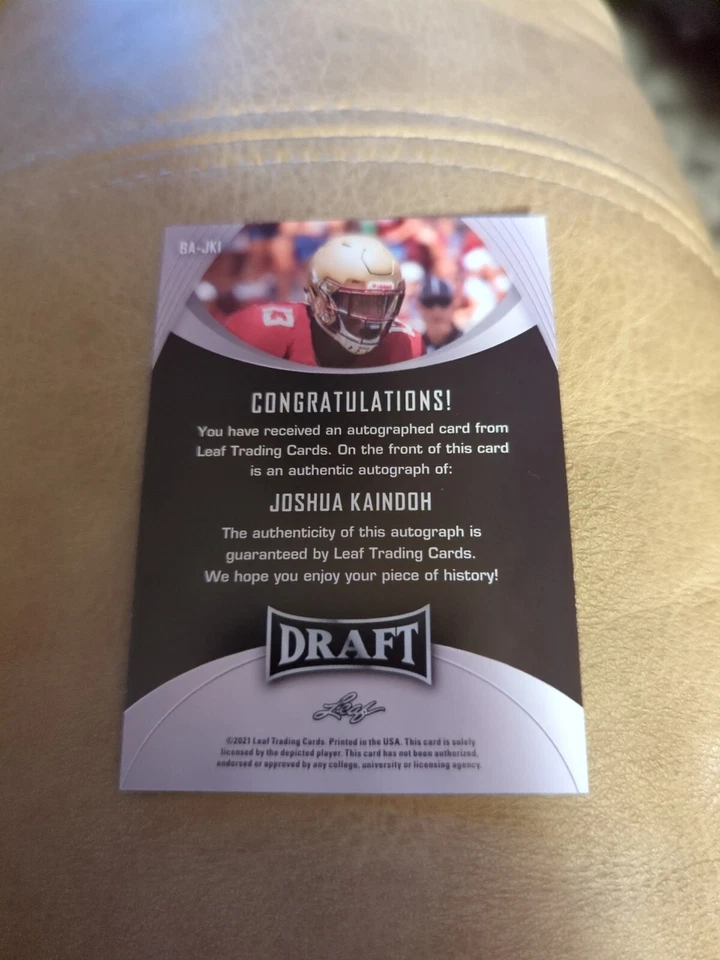 BA-JK1
13
CONGRATULATIONS!
You have received an autographed card from
Leaf Trading Cards. On the front of this card
is an authentic autograph of:
JOSHUA KAINDOH
The authenticity of this autograph is
guaranteed by Leaf Trading Cards.
We hope you enjoy your piece of history!
DRAFT
Leaf
©2021 Leaf Trading Cards. Printed in the USA. This card is solely
licensed by the depicted player. This card has not been authorized,
endorsed or approved by any college, university or licensing agency.